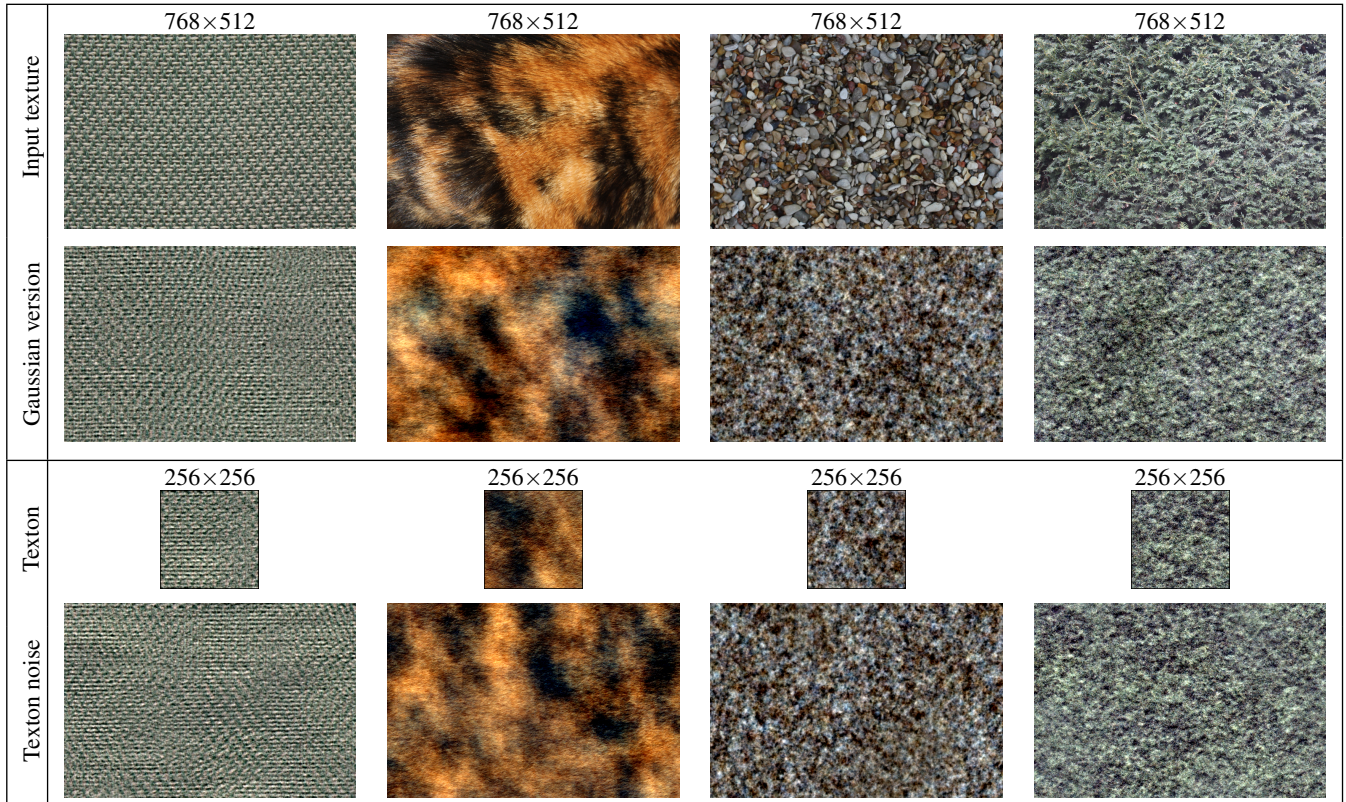 768×512 768×512 768×512 768×512
Input texture
Gaussian version
256×256 256×256 256×256 256×256
Texton
Texton noise